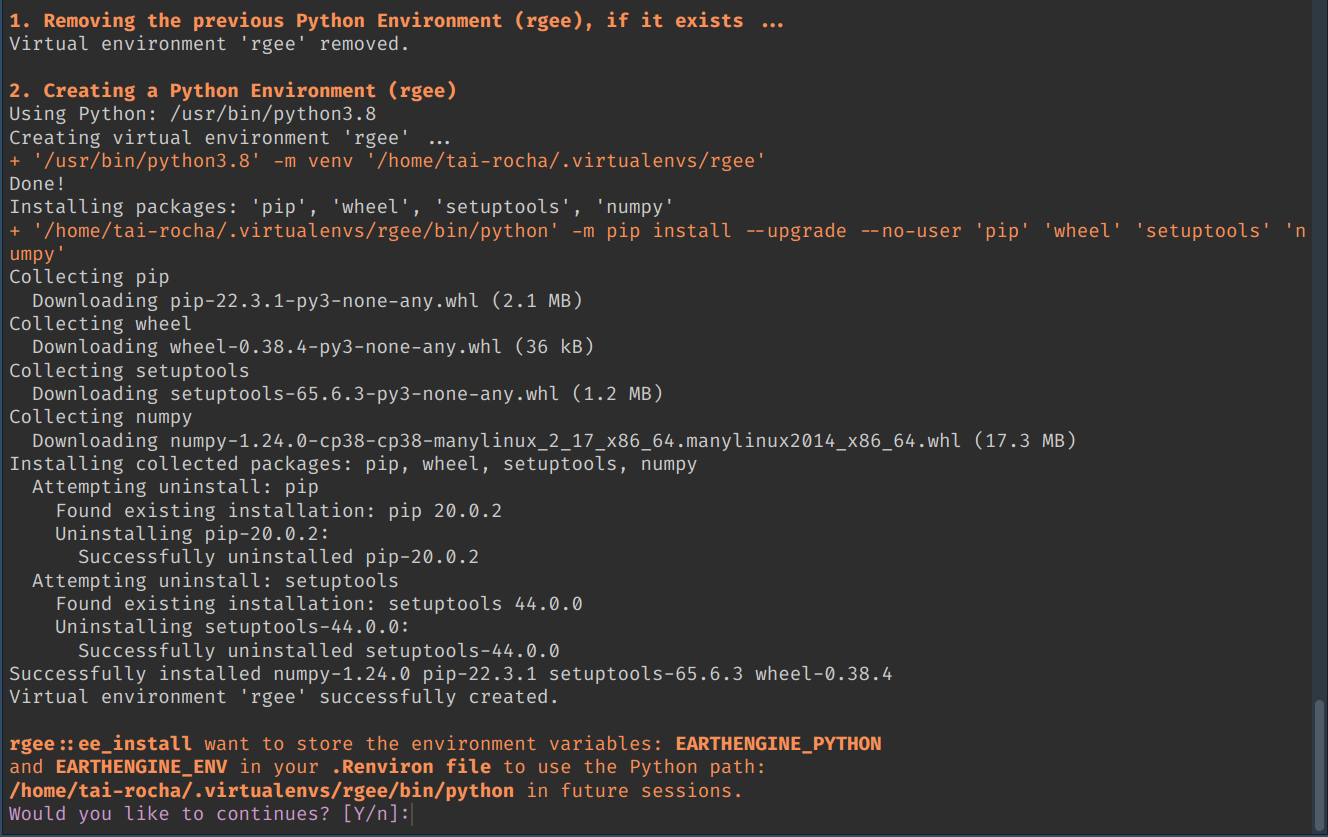 1. Removing the previous Python Environment (rgee), if it exists ...
Virtual environment 'rgee' removed.
2. Creating a Python Environment (rgee)
Using Python: /usr/bin/python3.8
Creating virtual environment 'rgee' ...
+ '/usr/bin/python3.8' -m venv '/home/tai-rocha/.virtualenvs/rgee'
Done!
Installing packages: 'pip', 'wheel', 'setuptools', 'numpy'
+ '/home/tai-rocha/.virtualenvs/rgee/bin/python' -m pip install --upgrade --no-user 'pip' 'wheel' 'setuptools' 'n
umpy'
Collecting pip
  Downloading pip-22.3.1-py3-none-any.whl (2.1 MB)
Collecting wheel
  Downloading wheel-0.38.4-py3-none-any.whl (36 kB)
Collecting setuptools
  Downloading setuptools-65.6.3-py3-none-any.whl (1.2 MB)
Collecting numpy
  Downloading numpy-1.24.0-cp38-cp38-manylinux_2_17_x86_64.manylinux2014_x86_64.whl (17.3 MB)
Installing collected packages: pip, wheel, setuptools, numpy
  Attempting uninstall: pip
    Found existing installation: pip 20.0.2
    Uninstalling pip-20.0.2:
      Successfully uninstalled pip-20.0.2
  Attempting uninstall: setuptools
    Found existing installation: setuptools 44.0.0
    Uninstalling setuptools-44.0.0:
      Successfully uninstalled setuptools-44.0.0
Successfully installed numpy-1.24.0 pip-22.3.1 setuptools-65.6.3 wheel-0.38.4
Virtual environment 'rgee' successfully created.
rgee::ee_install want to store the environment variables: EARTHENGINE_PYTHON
and EARTHENGINE_ENV in your .Renviron file to use the Python path:
/home/tai-rocha/.virtualenvs/rgee/bin/python in future sessions.
Would you like to continues? [Y/n]: